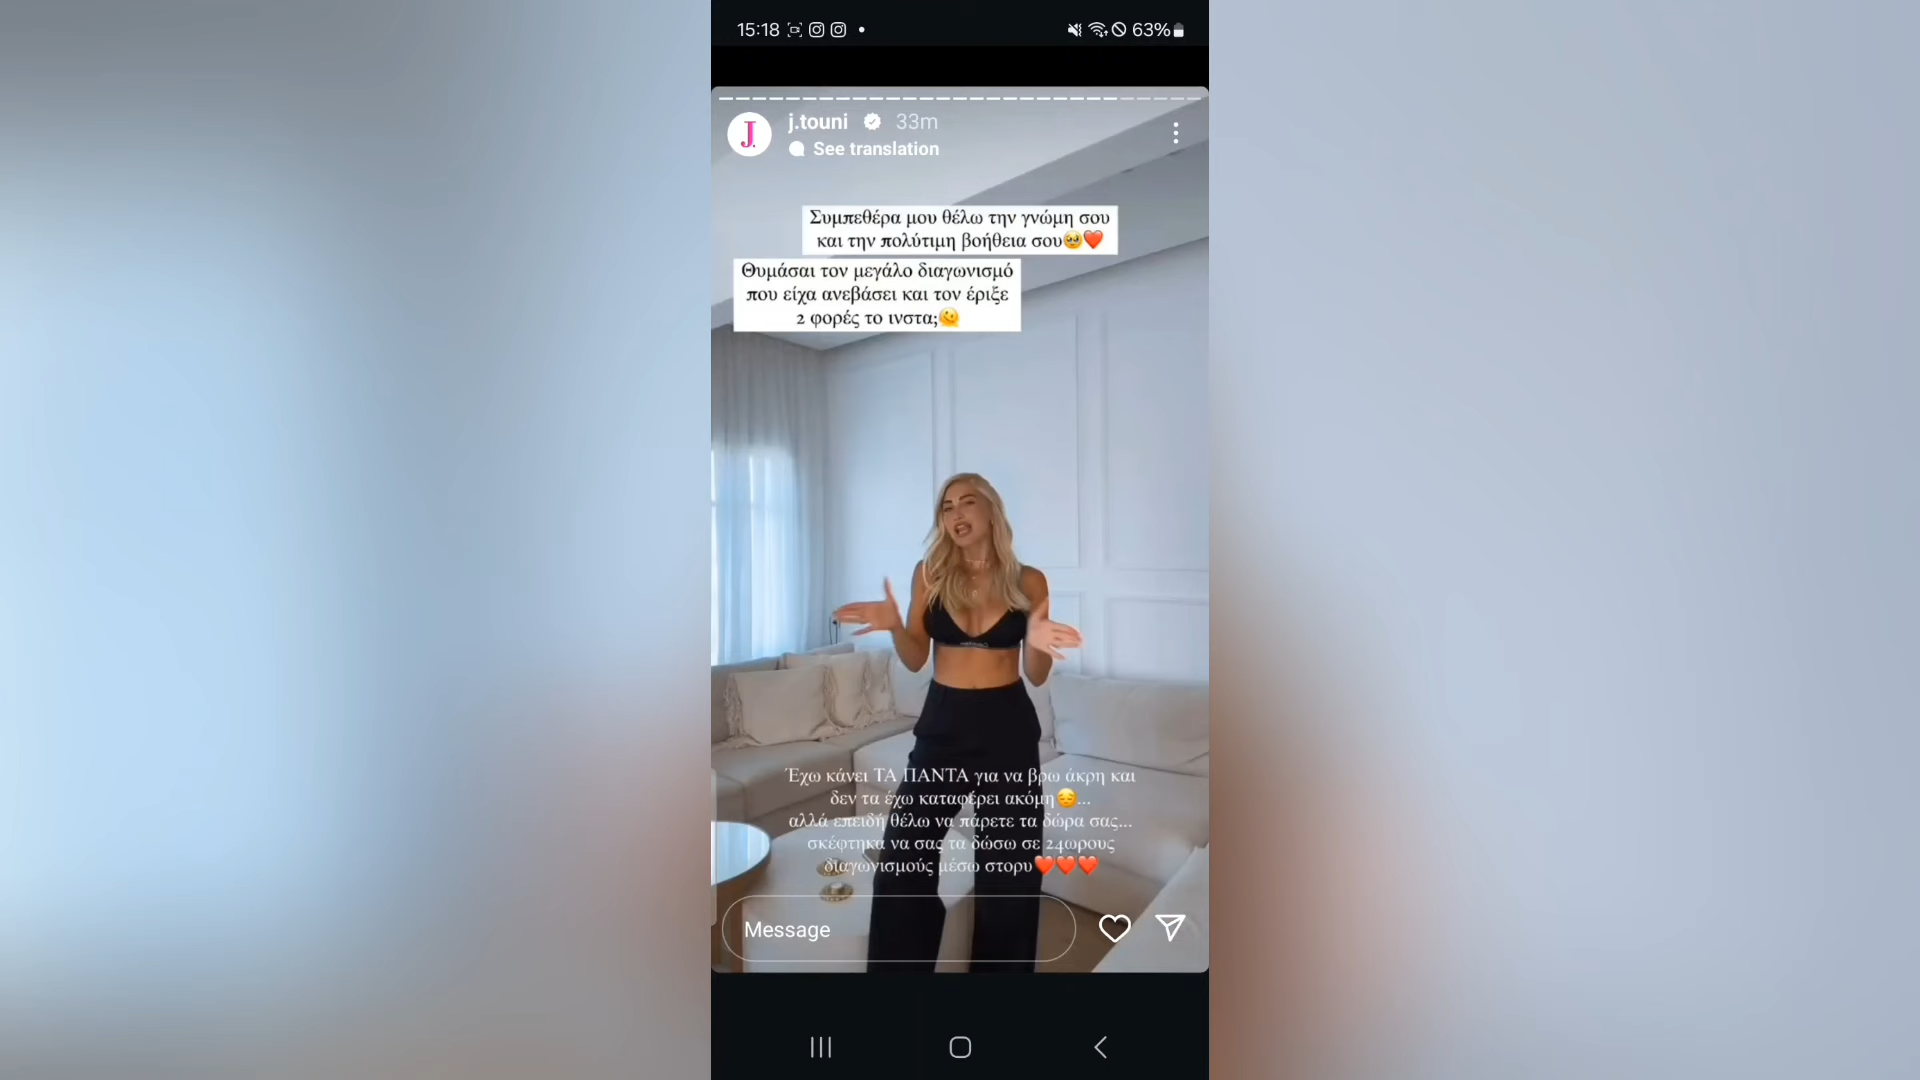 15:18
63%
j.touni 33m
See translation
Συμπεθέρα μου θέλω την γνώμη σου
και την πολύτιμη βοήθεια σου🥹❤️
Θυμάσαι τον μεγάλο διαγωνισμό
που είχα ανεβάσει και τον έριξε
2 φορές το ινστα;🫠
Έχω κάνει ΤΑ ΠΑΝΤΑ για να βρω άκρη και
δεν τα έχω καταφέρει ακόμη😔...
αλλά επειδή θέλω να πάρετε τα δώρα σας...
σκέφτηκα να σας τα δώσω σε 24ωρους
διαγωνισμούς μέσω στορυ❤️❤️❤️
Message